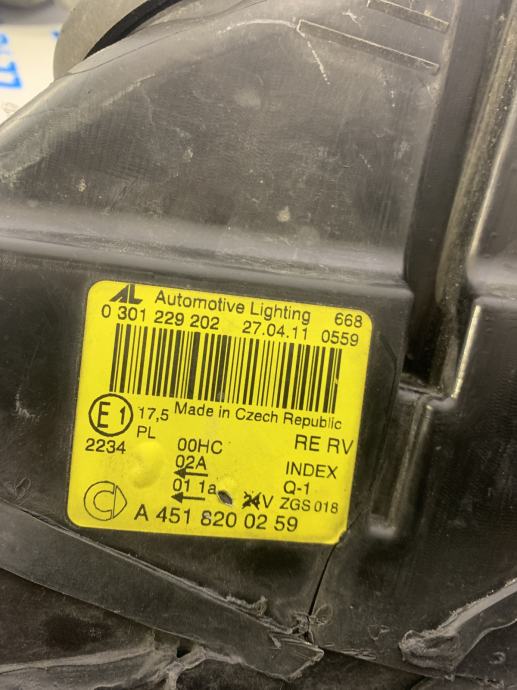 AL Automotive Lighting 668
0 301 229 202 27.04.11 0559
E1 17,5 Made in Czech Republic
2234 PL 00HC RE RV
02A INDEX
01 1a Q-1
24V ZGS 018
A 451 820 02 59